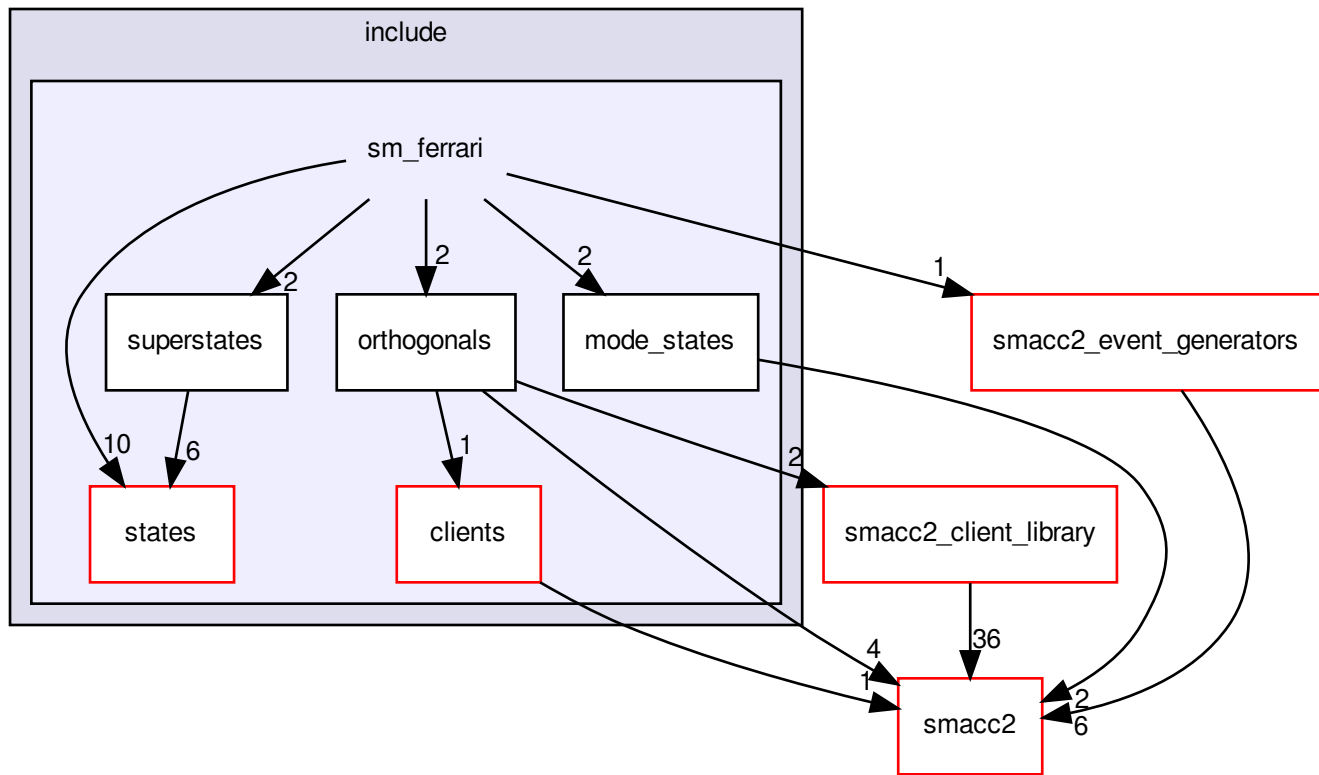 include
sm_ferrari
2
2
2
1
superstates
orthogonals
mode_states
smacc2_event_generators
10
6
1
2
states
clients
smacc2_client_library
36
4
1
2
6
smacc2